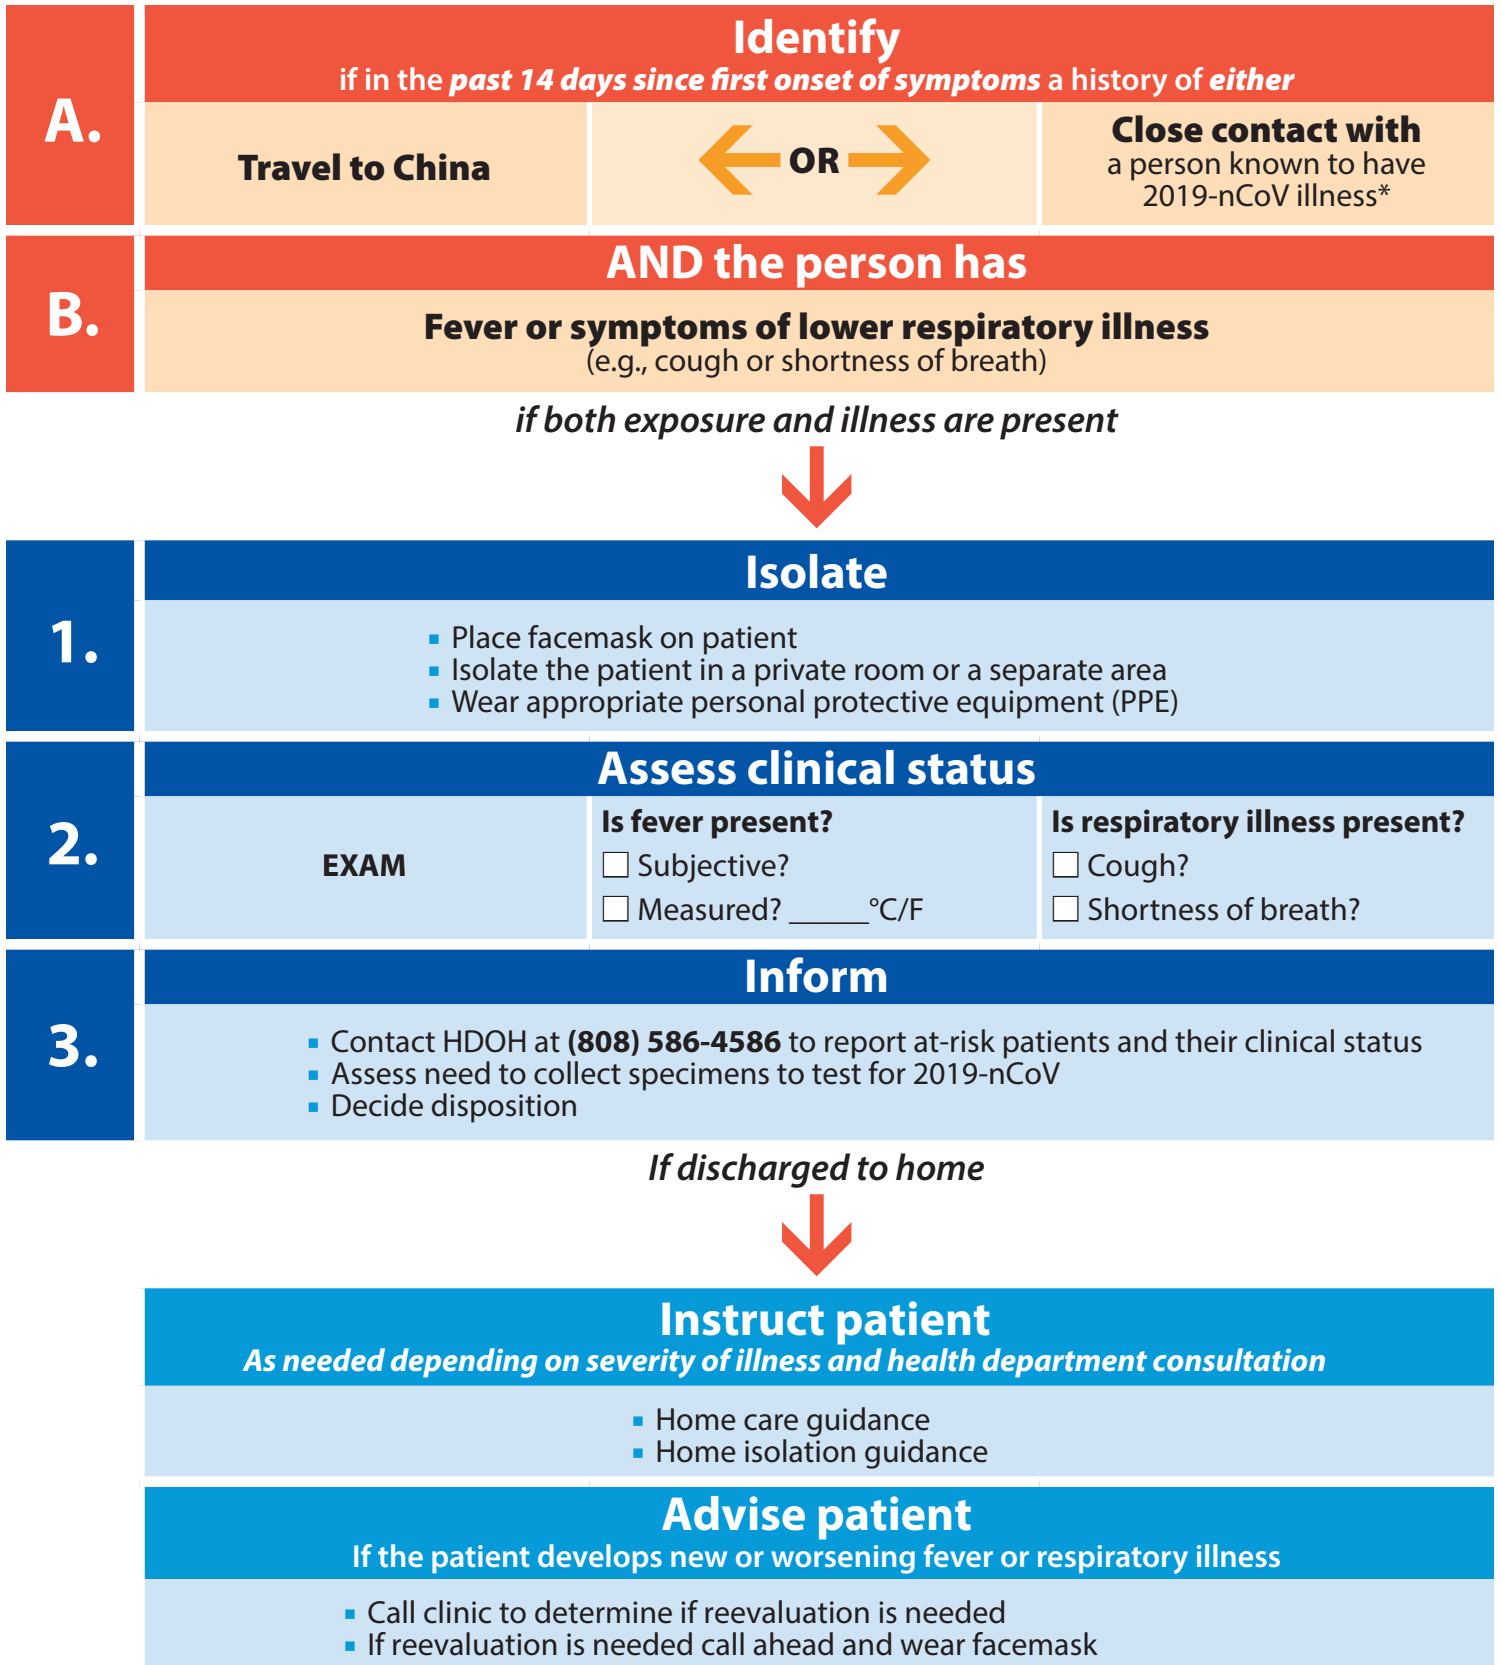 A.
Identify
if in the past 14 days since first onset of symptoms a history of either
Travel to China
OR
Close contact with
a person known to have
2019-nCoV illness*
B.
AND the person has
Fever or symptoms of lower respiratory illness
(e.g., cough or shortness of breath)
if both exposure and illness are present
1.
Isolate
▪ Place facemask on patient
▪ Isolate the patient in a private room or a separate area
▪ Wear appropriate personal protective equipment (PPE)
2.
Assess clinical status
EXAM
Is fever present?
☐ Subjective?
☐ Measured? _____°C/F
Is respiratory illness present?
☐ Cough?
☐ Shortness of breath?
3.
Inform
▪ Contact HDOH at (808) 586-4586 to report at-risk patients and their clinical status
▪ Assess need to collect specimens to test for 2019-nCoV
▪ Decide disposition
If discharged to home
Instruct patient
As needed depending on severity of illness and health department consultation
▪ Home care guidance
▪ Home isolation guidance
Advise patient
If the patient develops new or worsening fever or respiratory illness
▪ Call clinic to determine if reevaluation is needed
▪ If reevaluation is needed call ahead and wear facemask